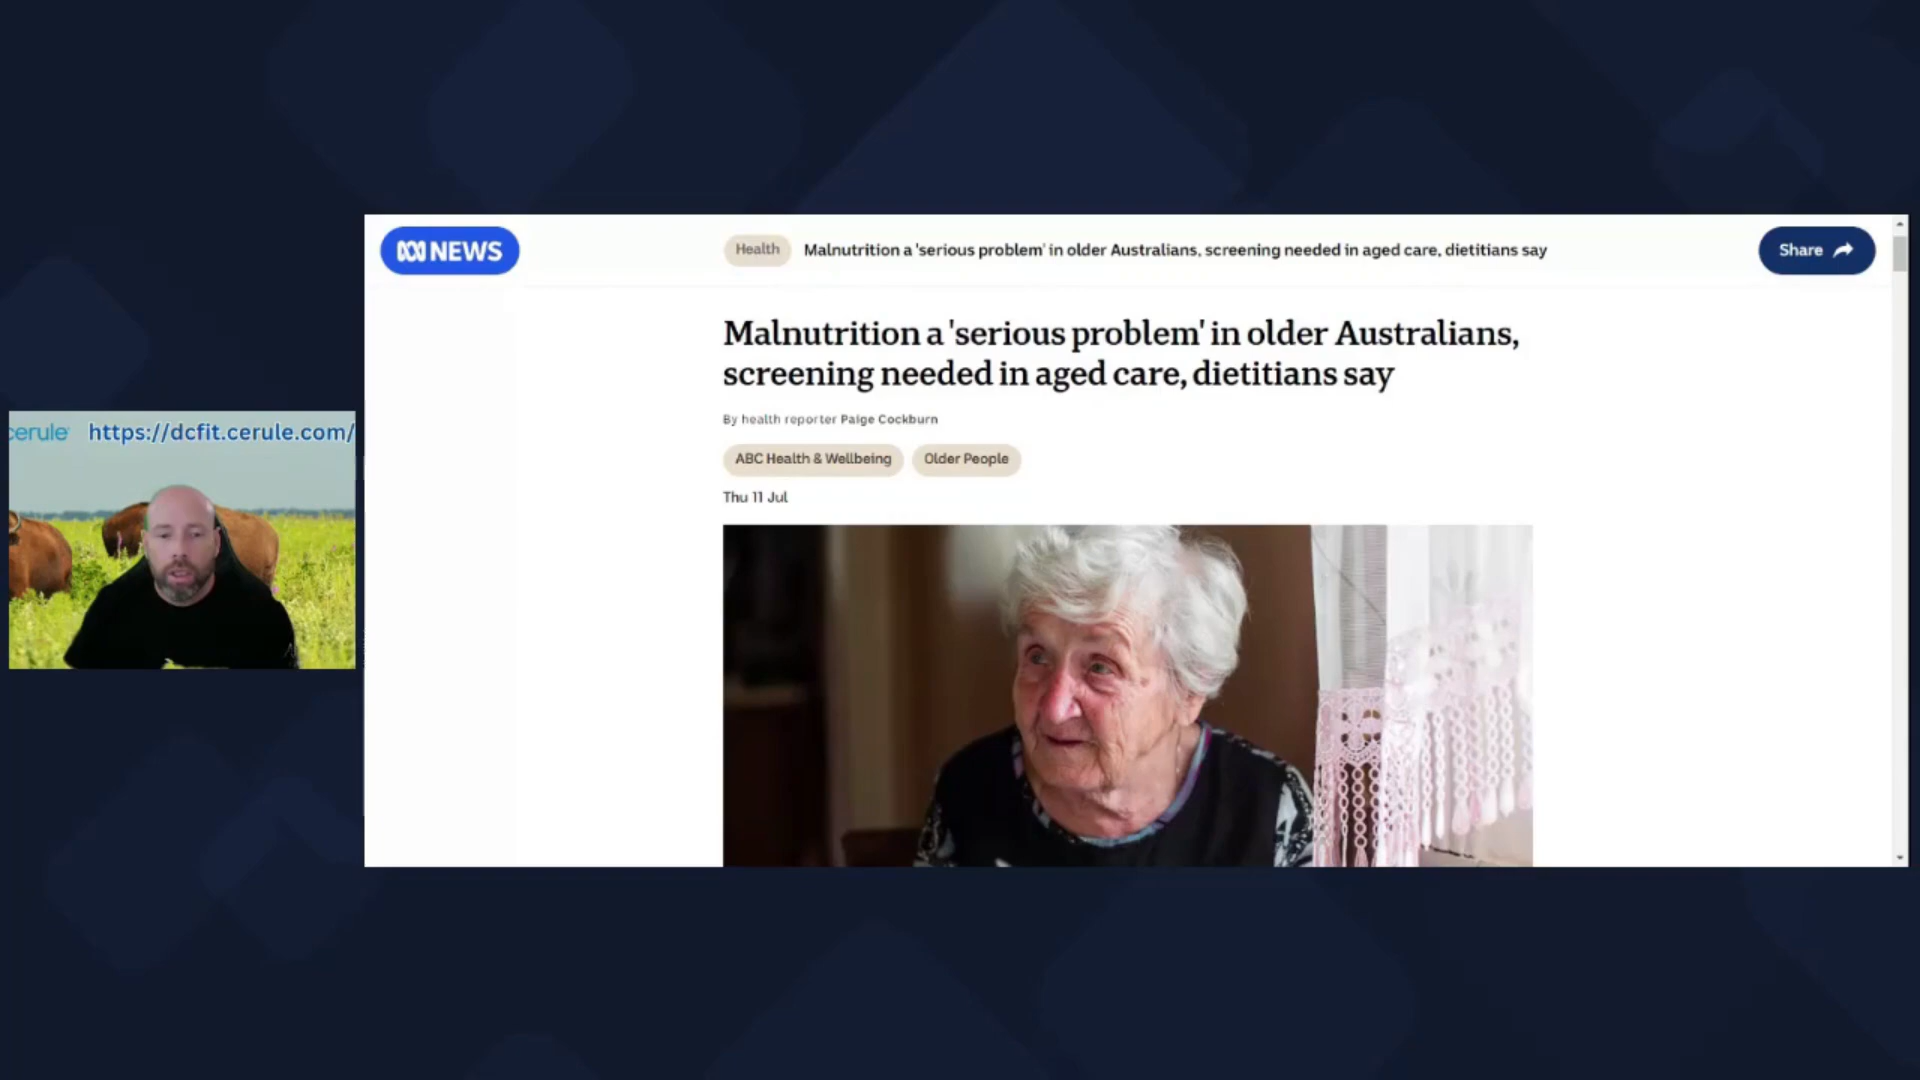 cerule https://dcfit.cerule.com/
NEWS
Health Malnutrition a 'serious problem' in older Australians, screening needed in aged care, dietitians say
Share
Malnutrition a 'serious problem' in older Australians,
screening needed in aged care, dietitians say
By health reporter Paige Cockburn
ABC Health & Wellbeing Older People
Thu 11 Jul